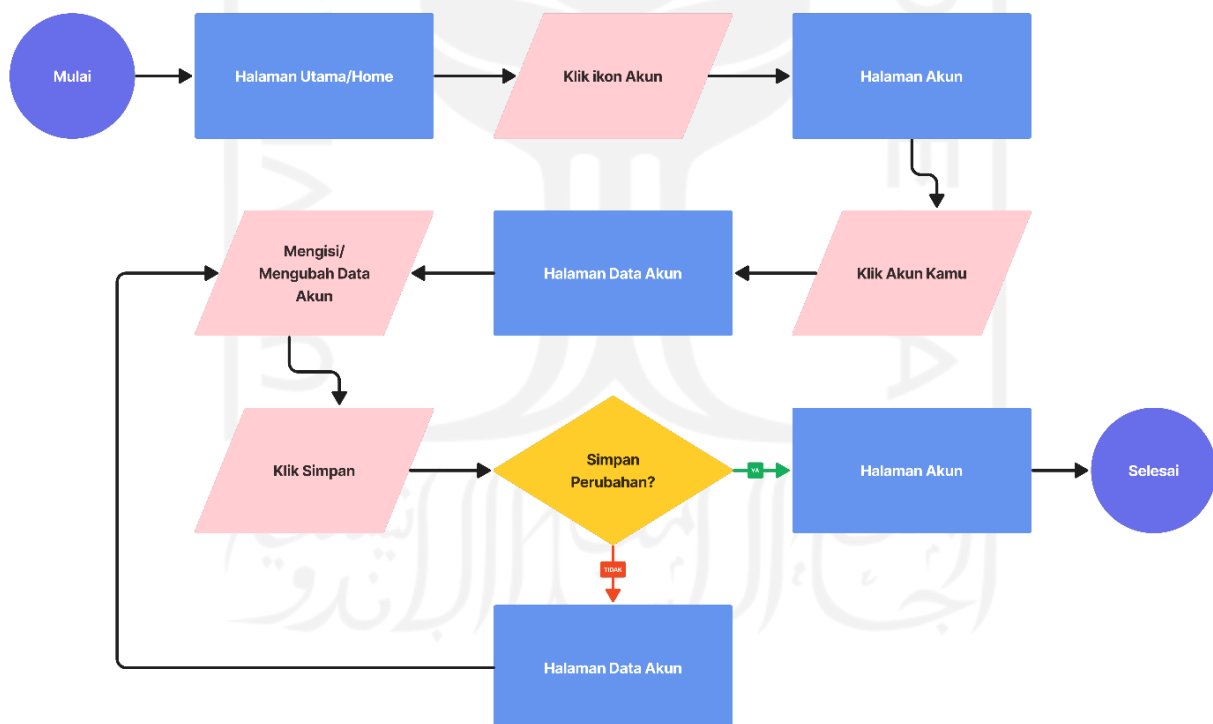 Mulai
Halaman Utama/Home
Klik ikon Akun
Halaman Akun
Mengisi/
Mengubah Data
Akun
Halaman Data Akun
Klik Akun Kamu
Klik Simpan
Simpan
Perubahan?
YA
Halaman Akun
Selesai
TIDAK
Halaman Data Akun